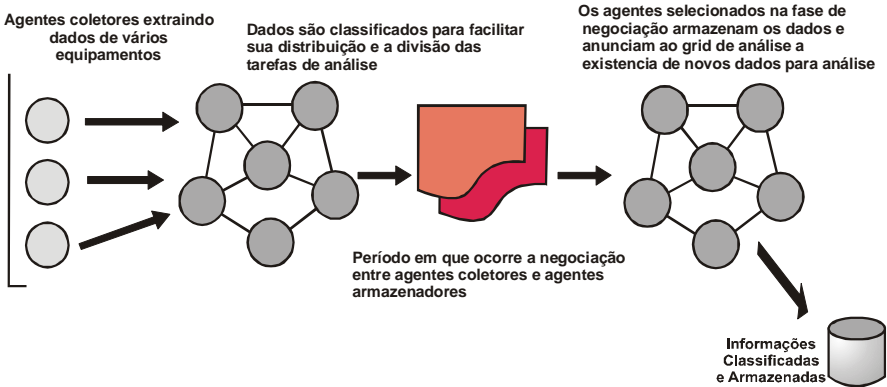 Agentes coletores extraindo
dados de vários
equipamentos
Dados são classificados para facilitar
sua distribuição e a divisão das
tarefas de análise
Os agentes selecionados na fase de
negociação armazenam os dados e
anunciam ao grid de análise a
existencia de novos dados para análise
Período em que ocorre a negociação
entre agentes coletores e agentes
armazenadores
Informações
Classificadas
e Armazenadas